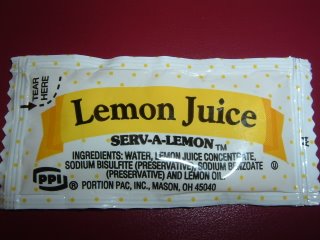 TEAR
HERE
Lemon Juice
SERV-A-LEMON™
INGREDIENTS: WATER, LEMON JUICE CONCENTRATE,
SODIUM BISULFITE (PRESERVATIVE), SODIUM BENZOATE
(PRESERVATIVE) AND LEMON OIL.
PPI
® PORTION PAC, INC., MASON, OH 45040